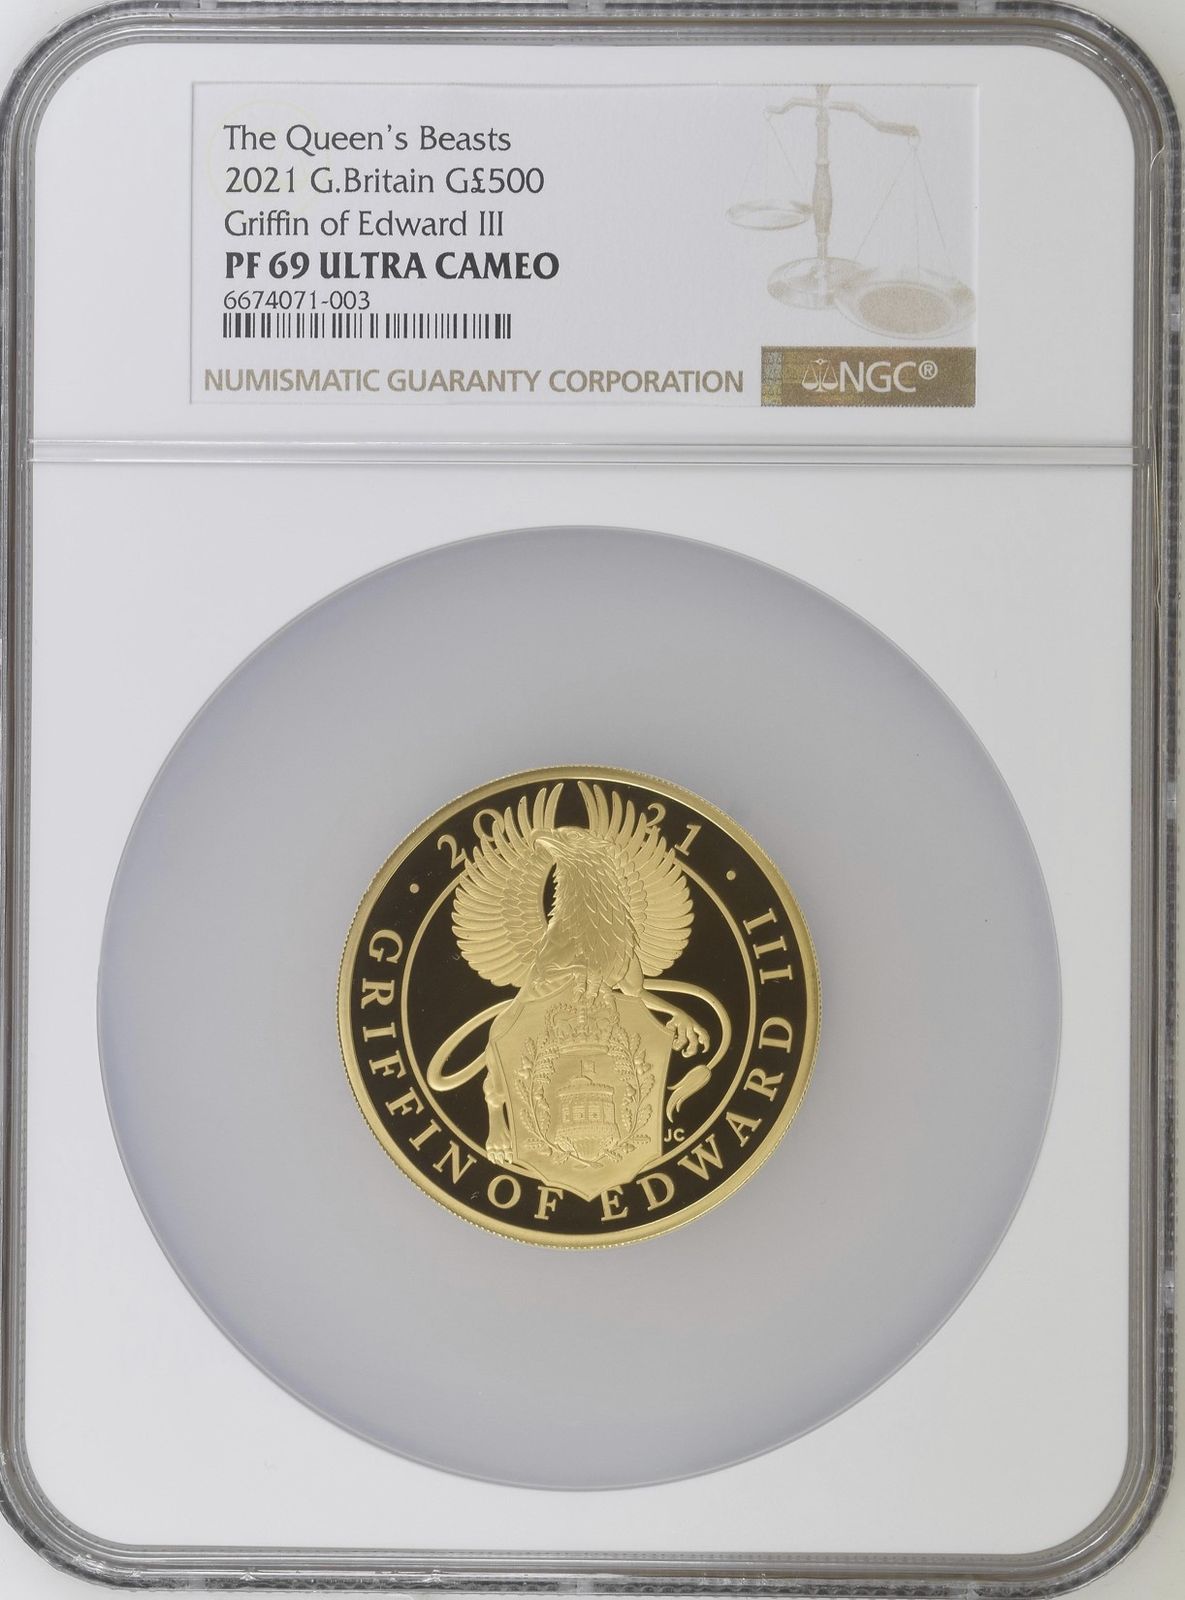 The Queen's Beasts
2021 G.Britain G£500
Griffin of Edward III
PF 69 ULTRA CAMEO
6674071-003
NUMISMATIC GUARANTY CORPORATION
NGC®
· 2021 ·
GRIFFIN OF EDWARD III
JC